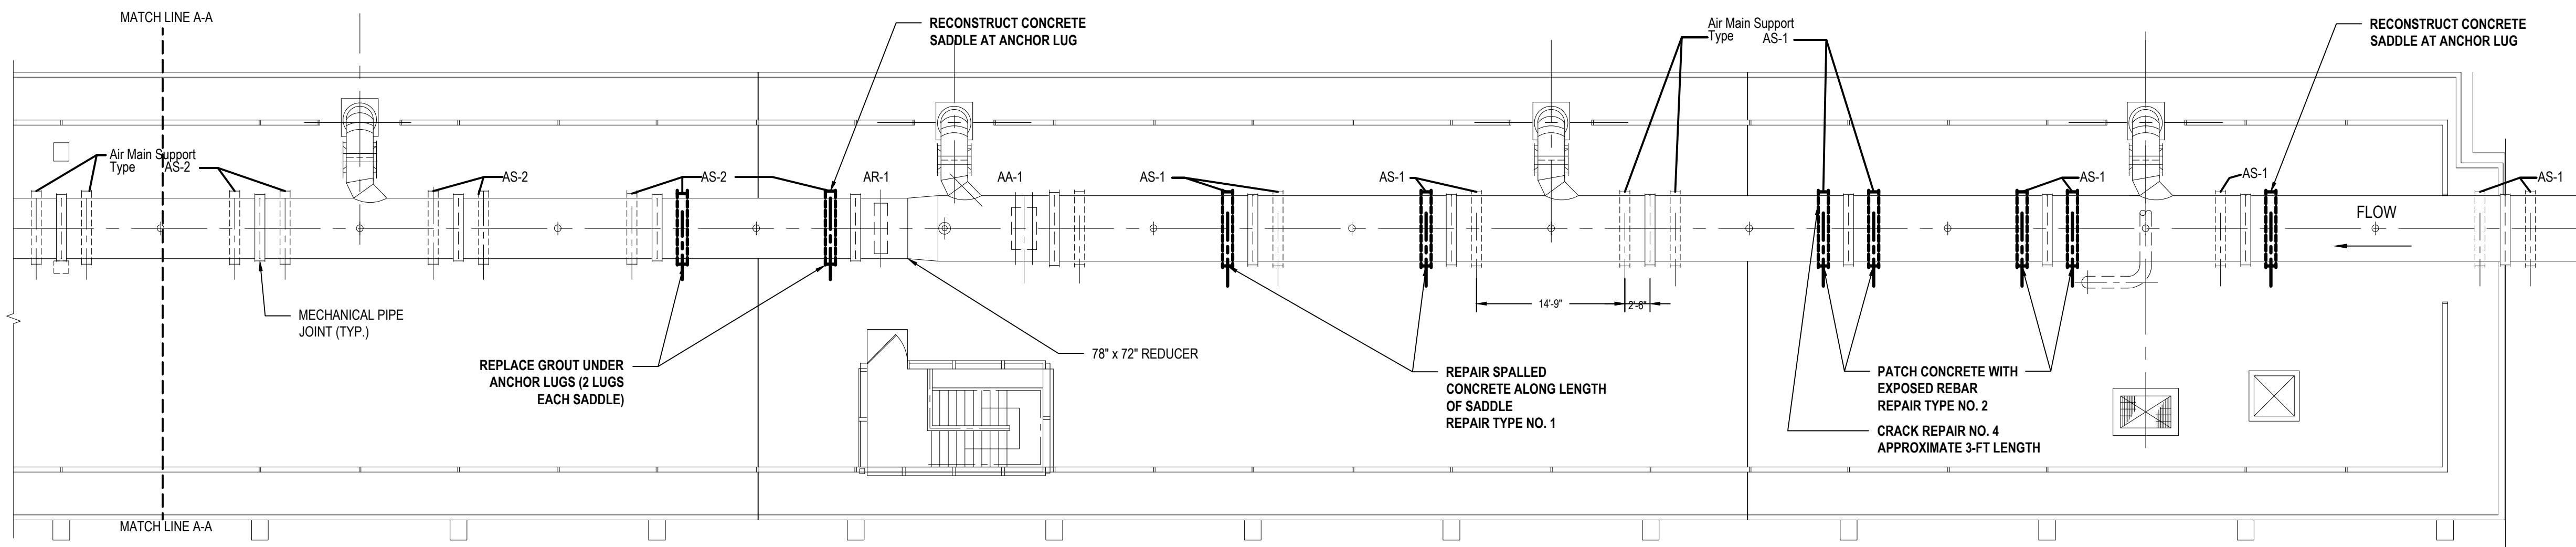 MATCH LINE A-A
RECONSTRUCT CONCRETE
SADDLE AT ANCHOR LUG
Air Main Support
Type AS-1
RECONSTRUCT CONCRETE
SADDLE AT ANCHOR LUG
Air Main Support
Type AS-2
AS-2
AS-2
AR-1
AA-1
AS-1
AS-1
AS-1
AS-1
AS-1
FLOW
MECHANICAL PIPE
JOINT (TYP.)
14'-9"
2'-6"
REPLACE GROUT UNDER
ANCHOR LUGS (2 LUGS
EACH SADDLE)
78" x 72" REDUCER
REPAIR SPALLED
CONCRETE ALONG LENGTH
OF SADDLE
REPAIR TYPE NO. 1
PATCH CONCRETE WITH
EXPOSED REBAR
REPAIR TYPE NO. 2
CRACK REPAIR NO. 4
APPROXIMATE 3-FT LENGTH
MATCH LINE A-A